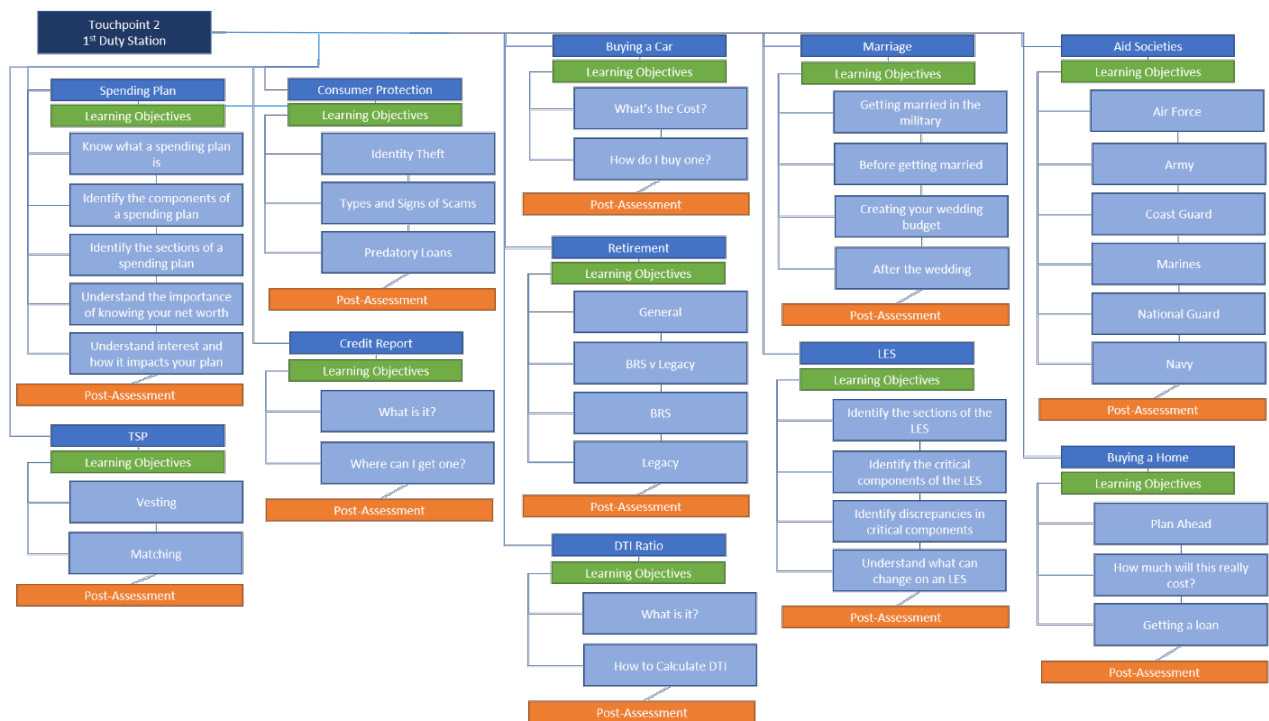 Touchpoint 2
1st Duty Station
Spending Plan
Learning Objectives
Know what a spending plan
is
Identify the components of
a spending plan
Identify the sections of a
spending plan
Understand the importance
of knowing your net worth
Understand interest and
how it impacts your plan
Post-Assessment
TSP
Learning Objectives
Vesting
Matching
Post-Assessment
Consumer Protection
Learning Objectives
Identity Theft
Types and Signs of Scams
Predatory Loans
Post-Assessment
Credit Report
Learning Objectives
What is it?
Where can I get one?
Post-Assessment
Buying a Car
Learning Objectives
What's the Cost?
How do I buy one?
Post-Assessment
Retirement
Learning Objectives
General
BRS v Legacy
BRS
Legacy
Post-Assessment
DTI Ratio
Learning Objectives
What is it?
How to Calculate DTI
Post-Assessment
Marriage
Learning Objectives
Getting married in the
military
Before getting married
Creating your wedding
budget
After the wedding
Post-Assessment
LES
Learning Objectives
Identify the sections of the
LES
Identify the critical
components of the LES
Identify discrepancies in
critical components
Understand what can
change on an LES
Post-Assessment
Aid Societies
Learning Objectives
Air Force
Army
Coast Guard
Marines
National Guard
Navy
Post-Assessment
Buying a Home
Learning Objectives
Plan Ahead
How much will this really
cost?
Getting a loan
Post-Assessment